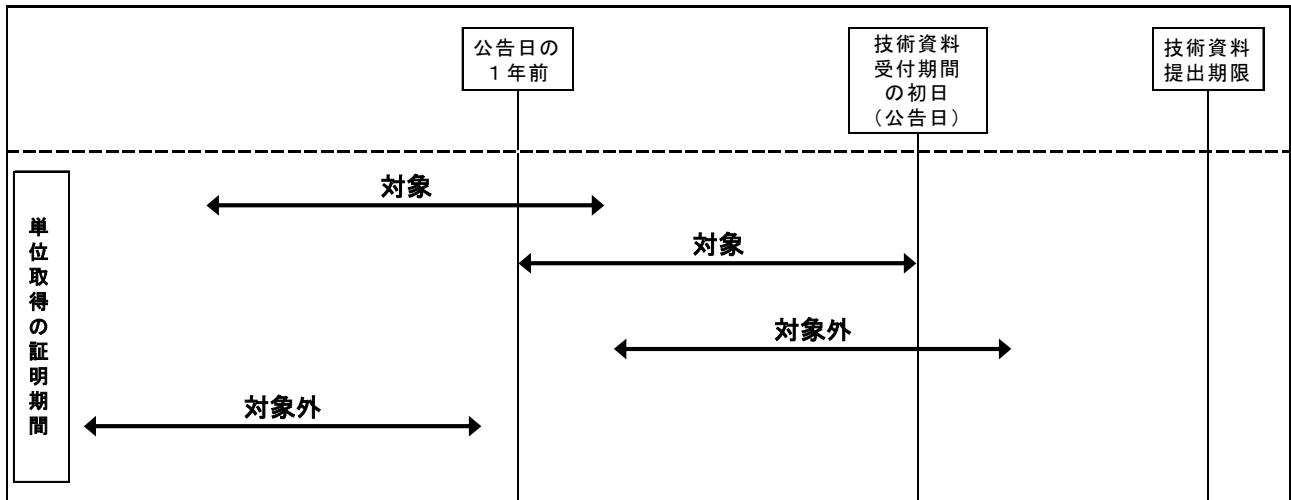 公告日の
１年前
技術資料
受付期間
の初日
（公告日）
技術資料
提出期限
単位取得の証明期間
対象
対象
対象外
対象外